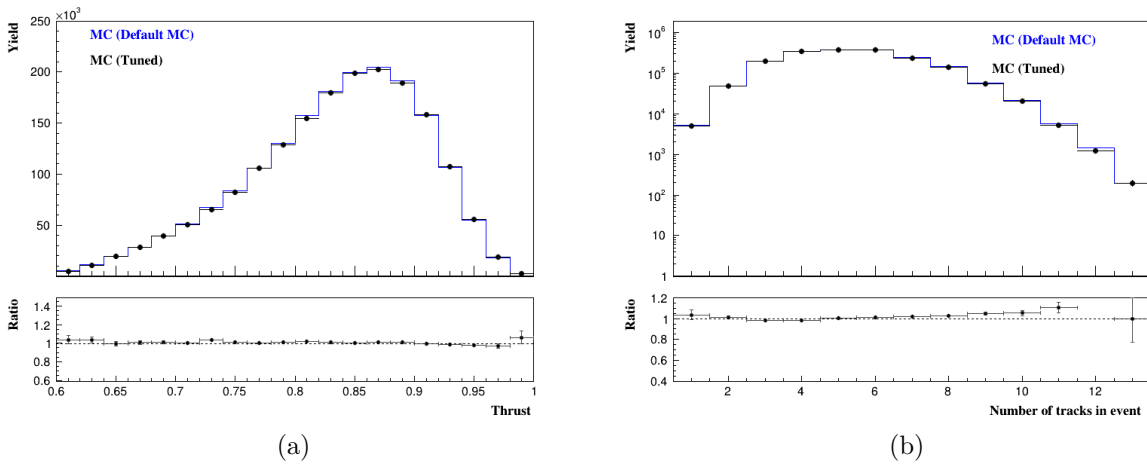 ×10³
Yield
250
200
150
100
50
MC (Default MC)
MC (Tuned)
Ratio
1.4
1.2
1
0.8
0.6
0.6 0.65 0.7 0.75 0.8 0.85 0.9 0.95 1
Thrust
(a)
Yield
10⁶
10⁵
10⁴
10³
10²
10
1
MC (Default MC)
MC (Tuned)
Ratio
1.2
1
0.8
0.6
0.4
2 4 6 8 10 12
Number of tracks in event
(b)